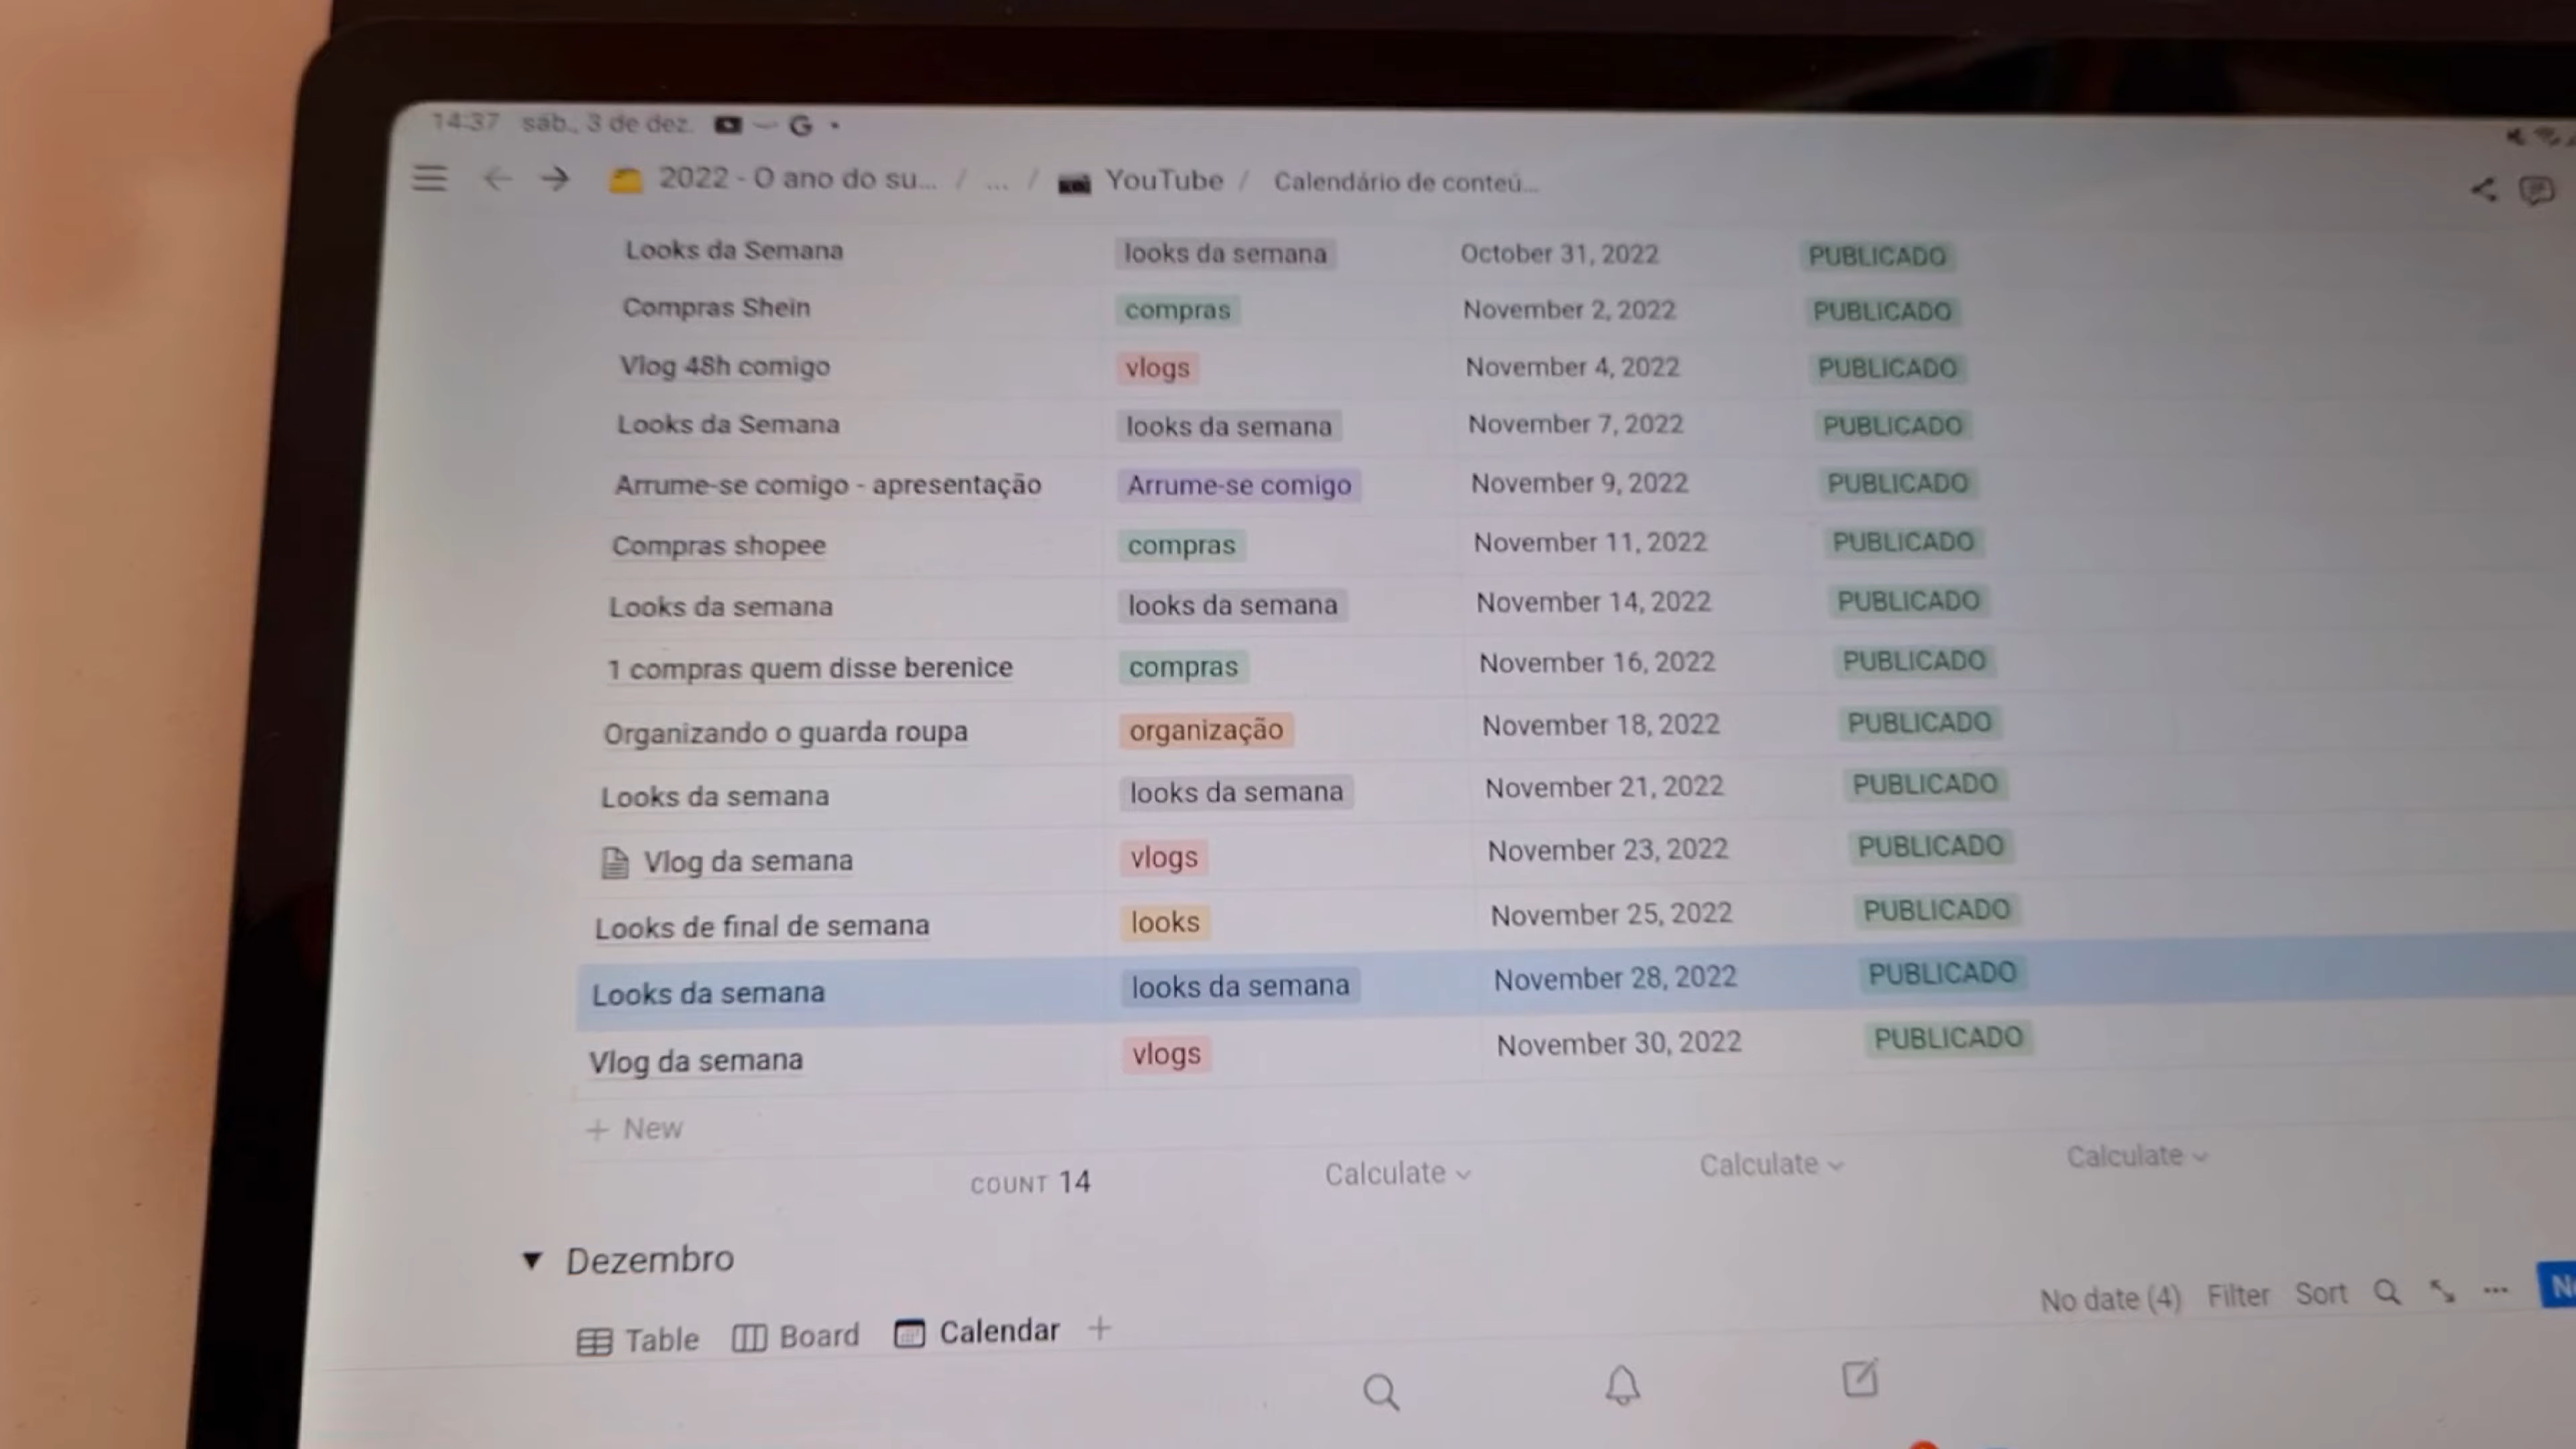 14:37 sáb., 3 de dez. G
2022 - O ano do su... / ... / YouTube / Calendário de conteú...
Looks da Semana looks da semana October 31, 2022 PUBLICADO
Compras Shein compras November 2, 2022 PUBLICADO
Vlog 48h comigo vlogs November 4, 2022 PUBLICADO
Looks da Semana looks da semana November 7, 2022 PUBLICADO
Arrume-se comigo - apresentação Arrume-se comigo November 9, 2022 PUBLICADO
Compras shopee compras November 11, 2022 PUBLICADO
Looks da semana looks da semana November 14, 2022 PUBLICADO
1 compras quem disse berenice compras November 16, 2022 PUBLICADO
Organizando o guarda roupa organização November 18, 2022 PUBLICADO
Looks da semana looks da semana November 21, 2022 PUBLICADO
Vlog da semana vlogs November 23, 2022 PUBLICADO
Looks de final de semana looks November 25, 2022 PUBLICADO
Looks da semana looks da semana November 28, 2022 PUBLICADO
Vlog da semana vlogs November 30, 2022 PUBLICADO
+ New
COUNT 14 Calculate Calculate Calculate
Dezembro
No date (4) Filter Sort ...
Table Board Calendar +